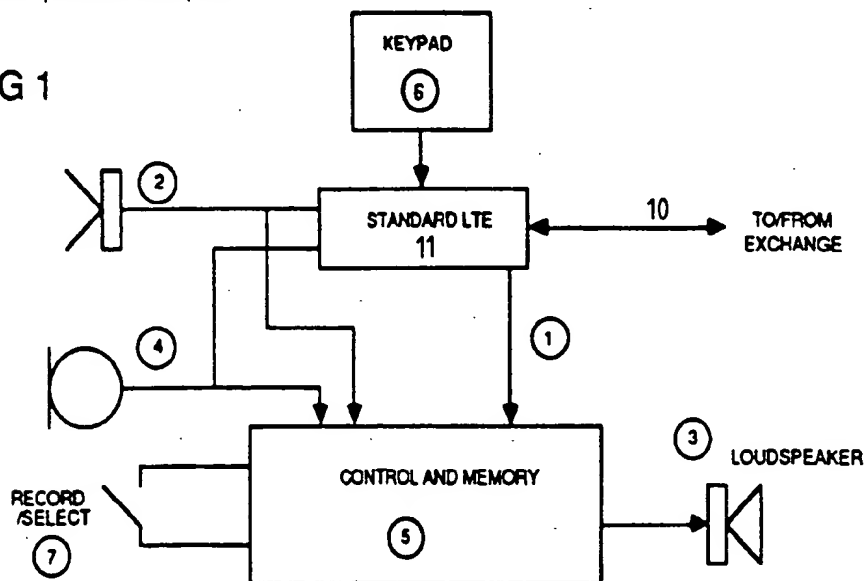 G 1
KEYPAD
6
2
STANDARD LTE
11
10
TO/FROM
EXCHANGE
4
1
3
LOUDSPEAKER
CONTROL AND MEMORY
5
RECORD
/SELECT
7